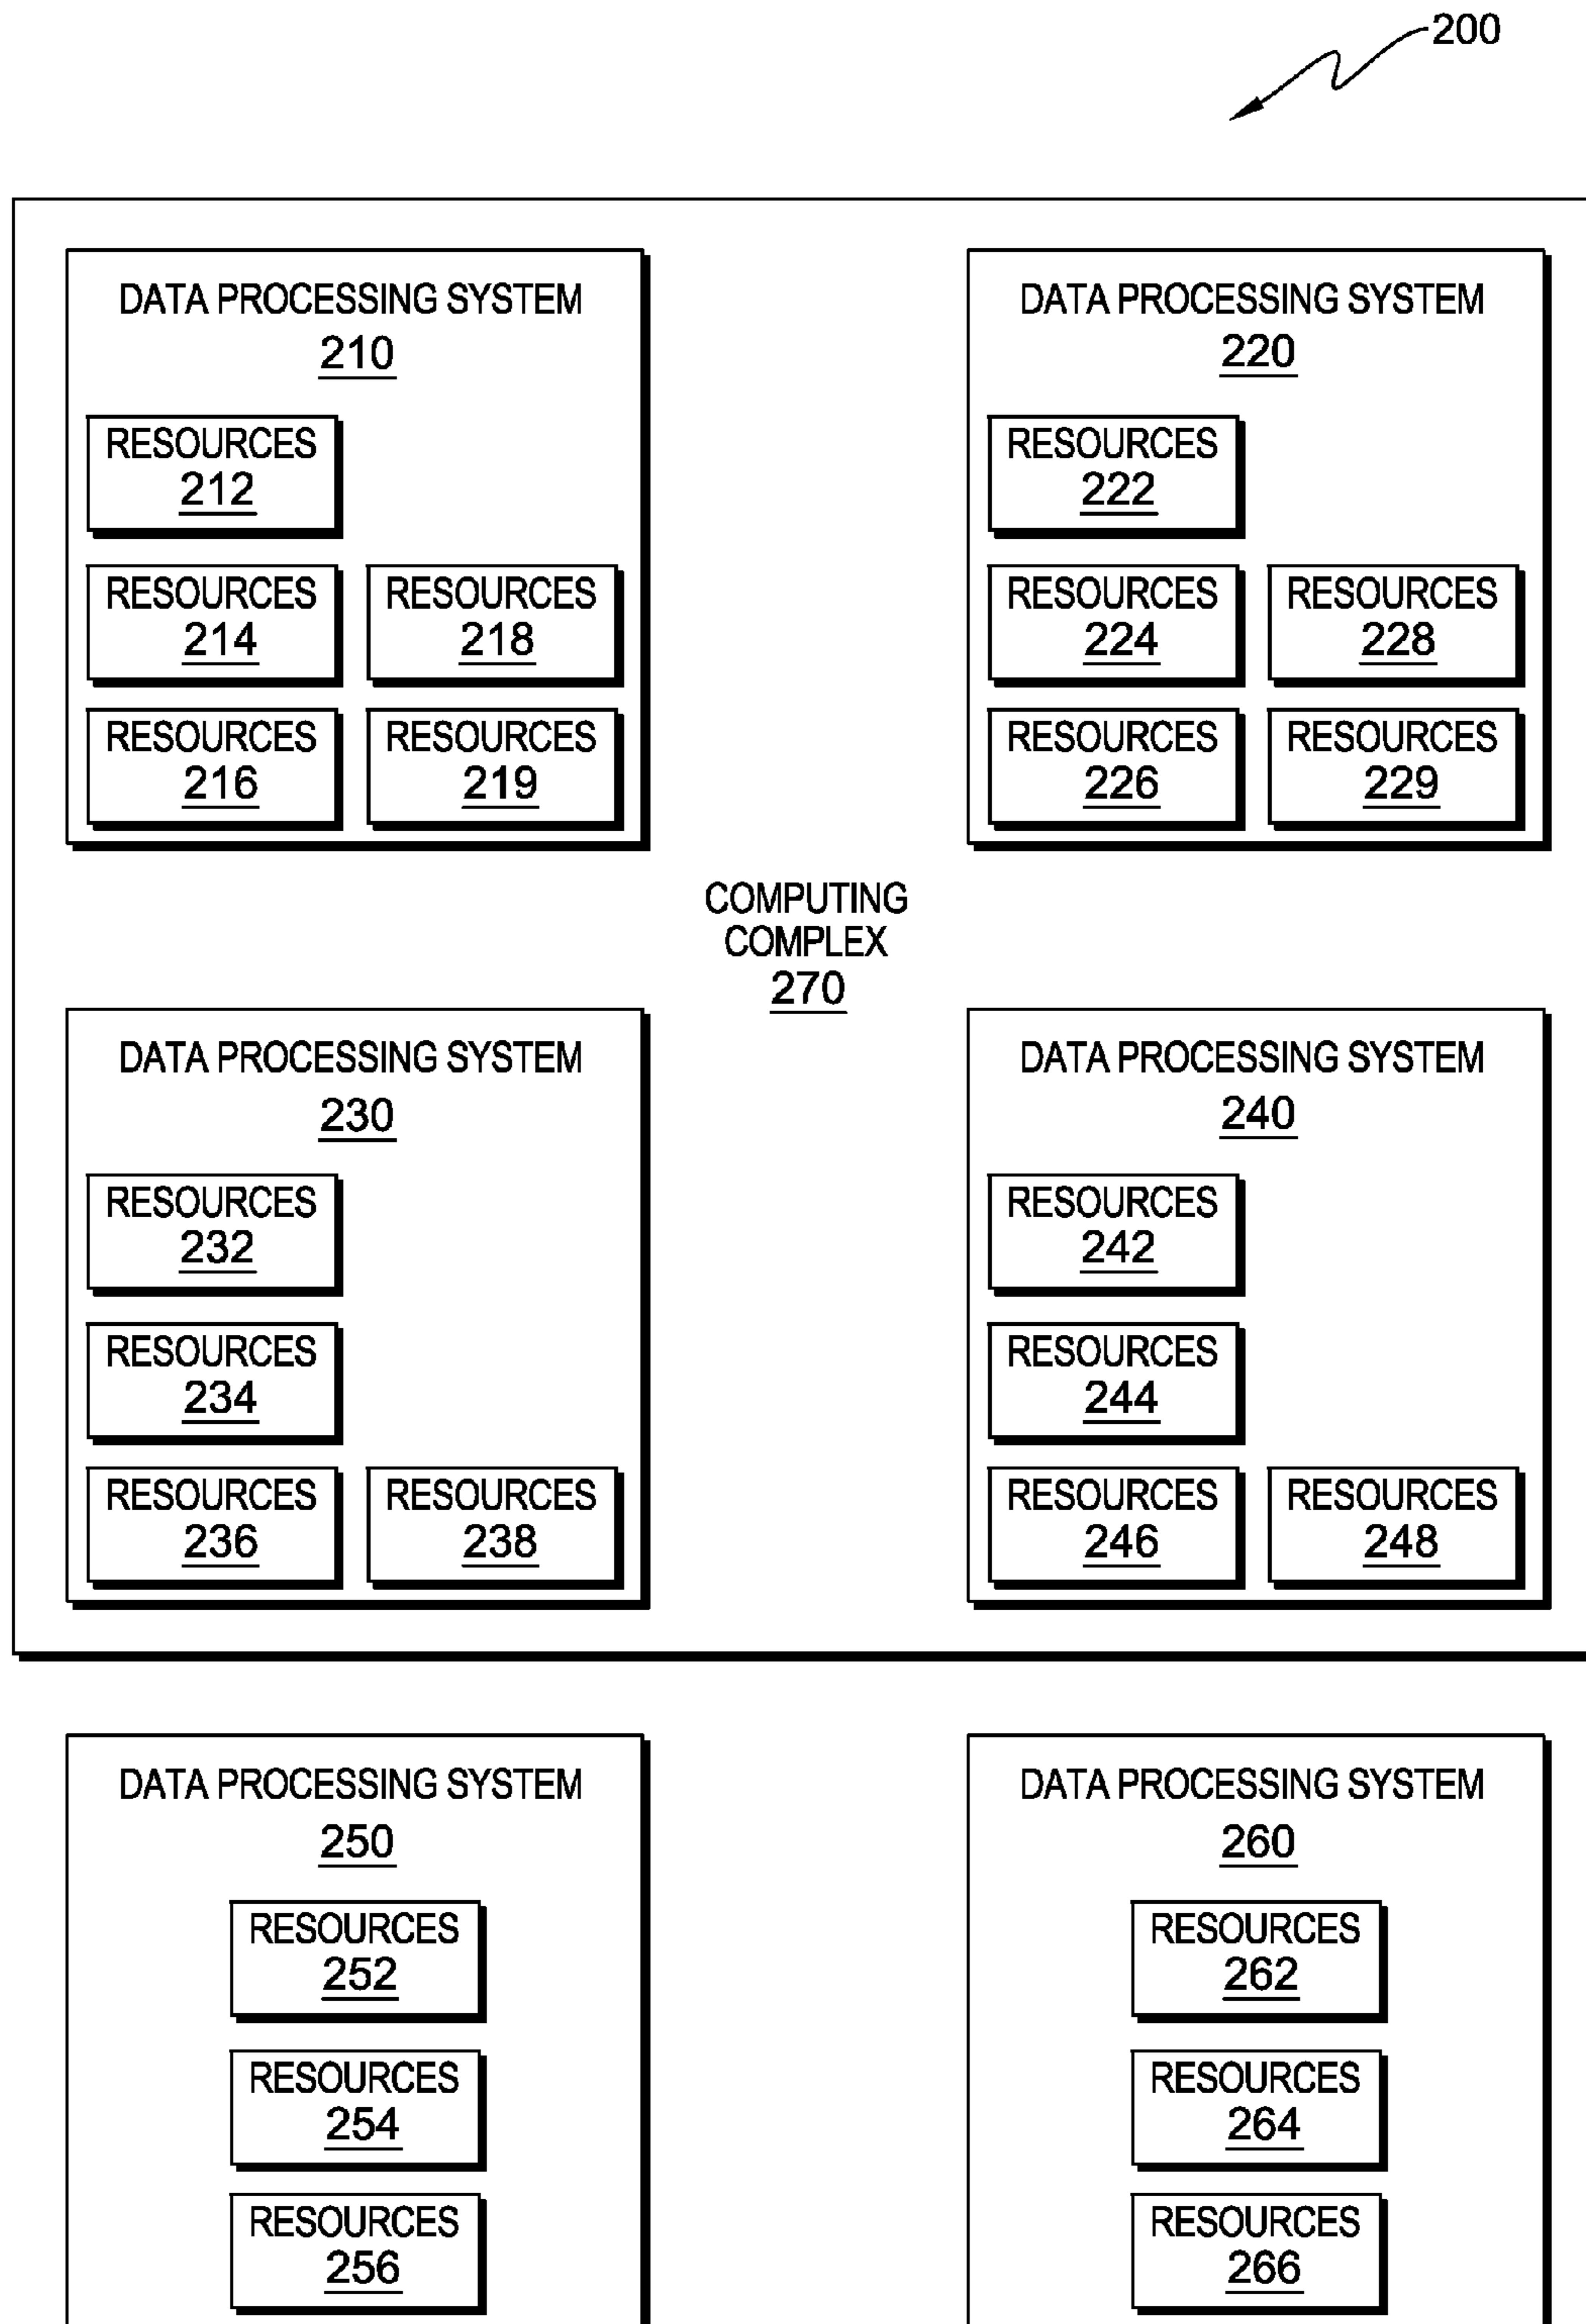 200
DATA PROCESSING SYSTEM
210
RESOURCES
212
RESOURCES
214
RESOURCES
218
RESOURCES
216
RESOURCES
219
DATA PROCESSING SYSTEM
220
RESOURCES
222
RESOURCES
224
RESOURCES
228
RESOURCES
226
RESOURCES
229
COMPUTING
COMPLEX
270
DATA PROCESSING SYSTEM
230
RESOURCES
232
RESOURCES
234
RESOURCES
236
RESOURCES
238
DATA PROCESSING SYSTEM
240
RESOURCES
242
RESOURCES
244
RESOURCES
246
RESOURCES
248
DATA PROCESSING SYSTEM
250
RESOURCES
252
RESOURCES
254
RESOURCES
256
DATA PROCESSING SYSTEM
260
RESOURCES
262
RESOURCES
264
RESOURCES
266